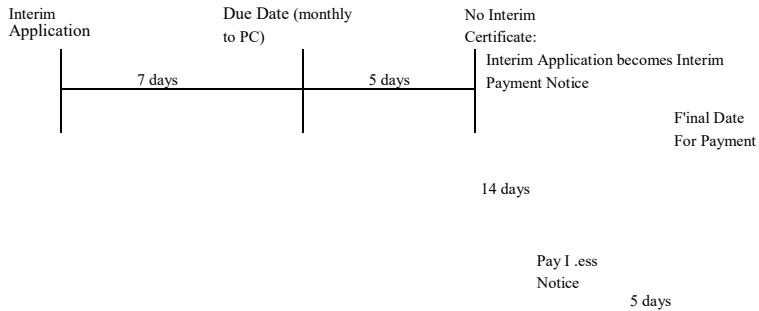 Interim
Application
Due Date (monthly
to PC)
No Interim
Certificate:
Interim Application becomes Interim
Payment Notice
7 days
5 days
F'inal Date
For Payment
14 days
Pay I .ess
Notice
5 days